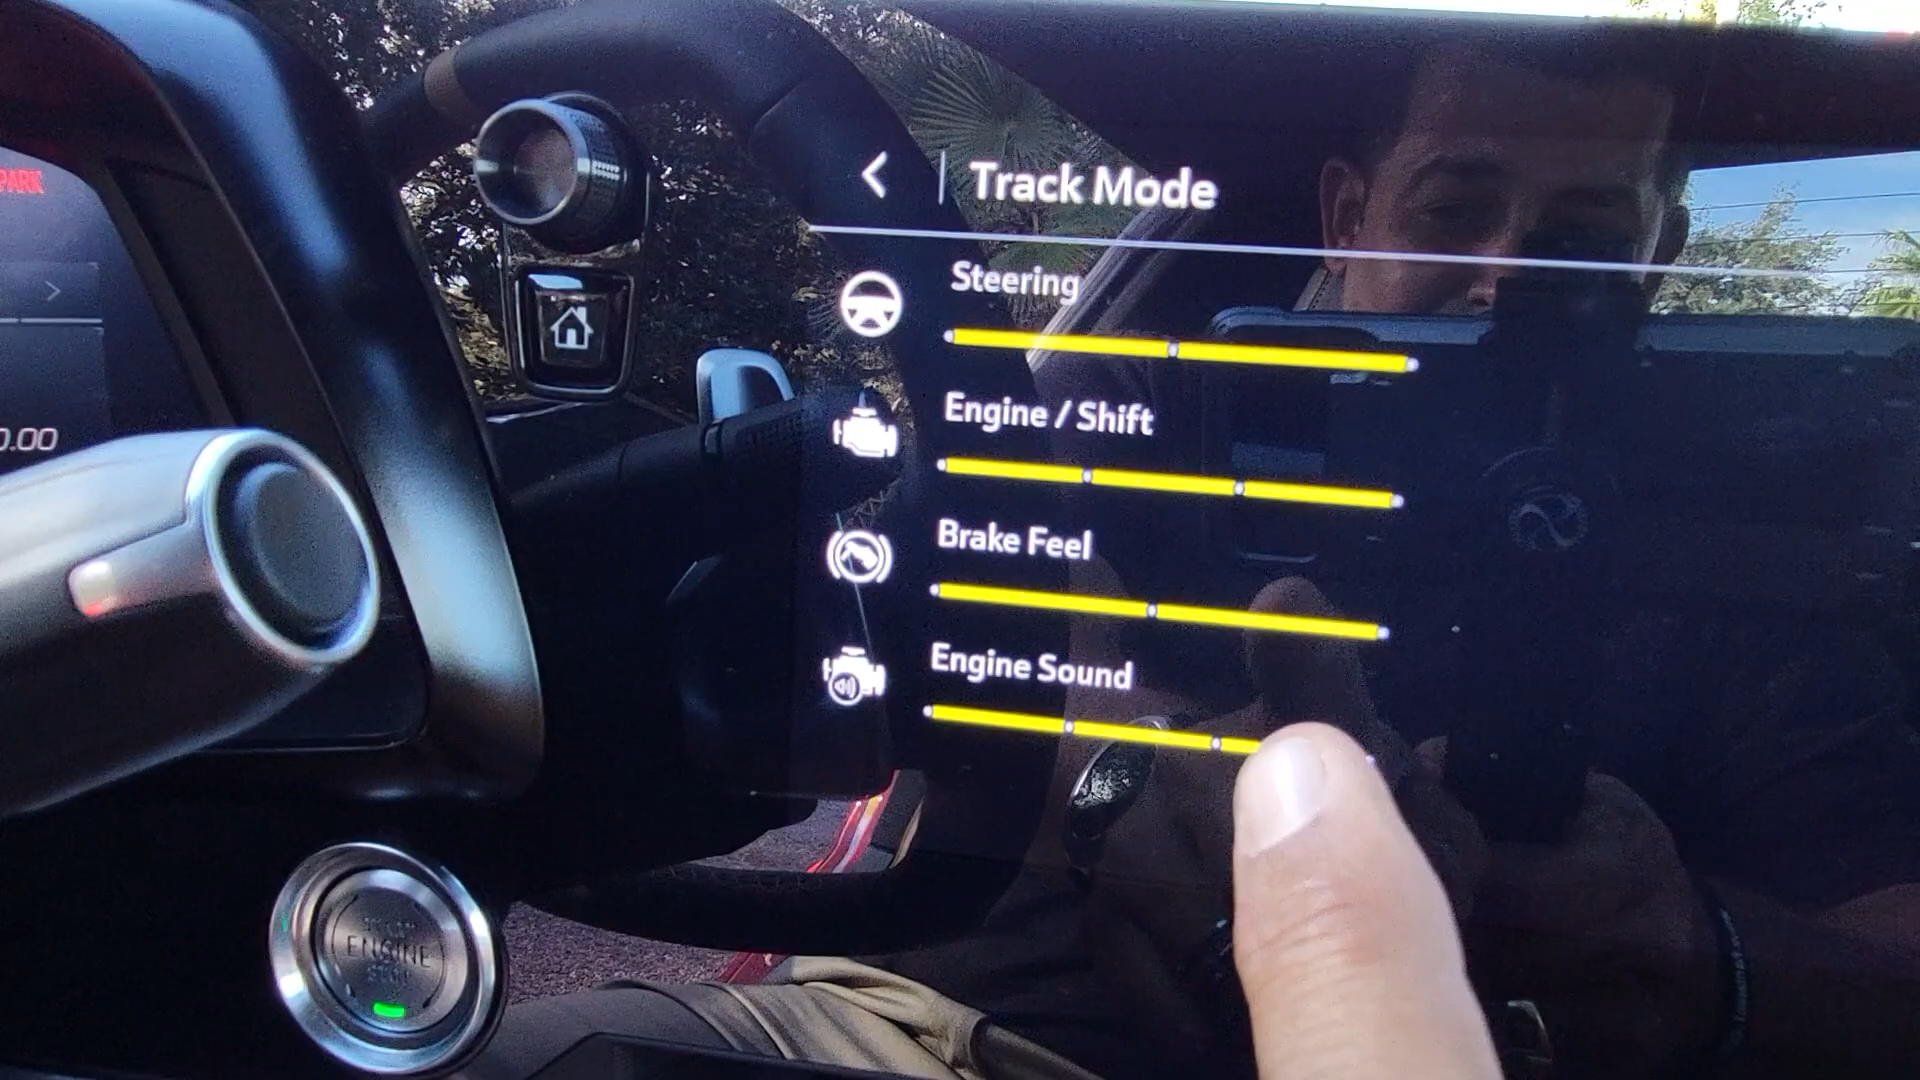 PARK
Track Mode
Steering
0.00
Engine / Shift
Brake Feel
Engine Sound
ENGINE